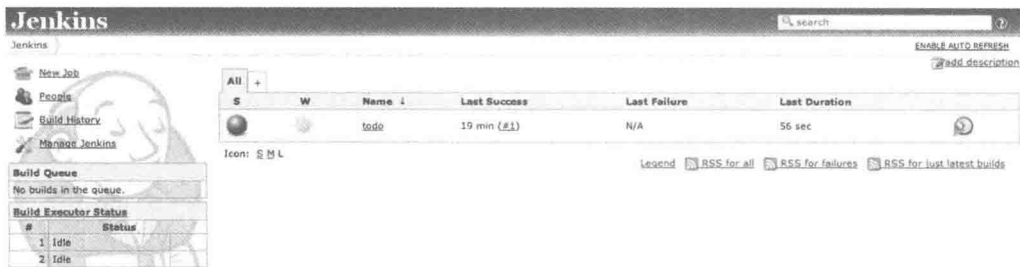 Jenkins
search
Jenkins
ENABLE AUTO REFRESH
New Job
add description
People
Build History
Manage Jenkins
All +
S W Name ↓ Last Success Last Failure Last Duration
todo 19 min (#1) N/A 56 sec
Icon: S M L
Legend RSS for all RSS for failures RSS for just latest builds
Build Queue
No builds in the queue.
Build Executor Status
# Status
1 Idle
2 Idle